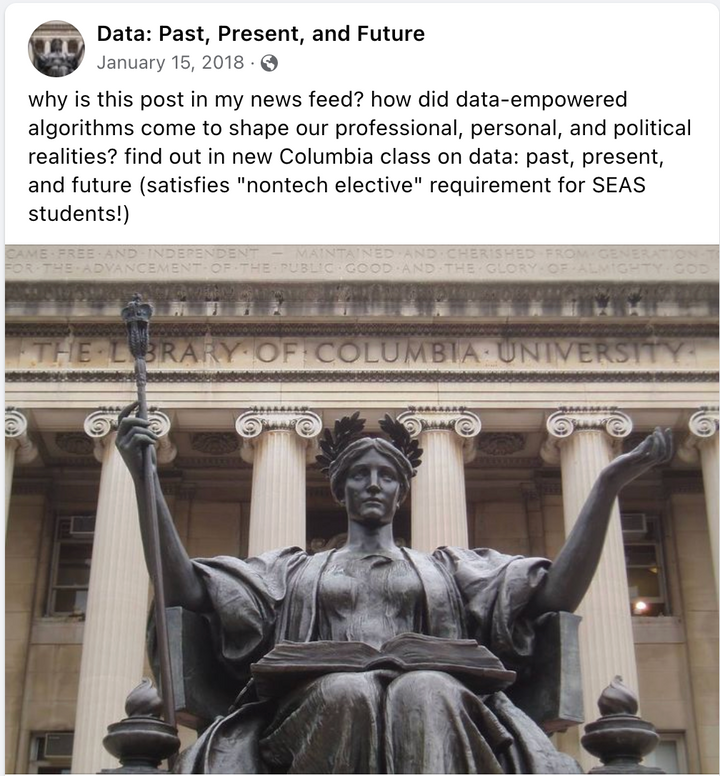 Data: Past, Present, and Future
January 15, 2018 ·
why is this post in my news feed? how did data-empowered
algorithms come to shape our professional, personal, and political
realities? find out in new Columbia class on data: past, present,
and future (satisfies "nontech elective" requirement for SEAS
students!)
CAME·FREE·AND·INDEPENDENT — MAINTAINED·AND·CHERISHED·FROM·GENERATION·
FOR·THE·ADVANCEMENT·OF·THE·PUBLIC·GOOD·AND·THE·GLORY·OF·ALMIGHTY·GOD
·THE·LIBRARY·OF·COLUMBIA·UNIVERSITY·